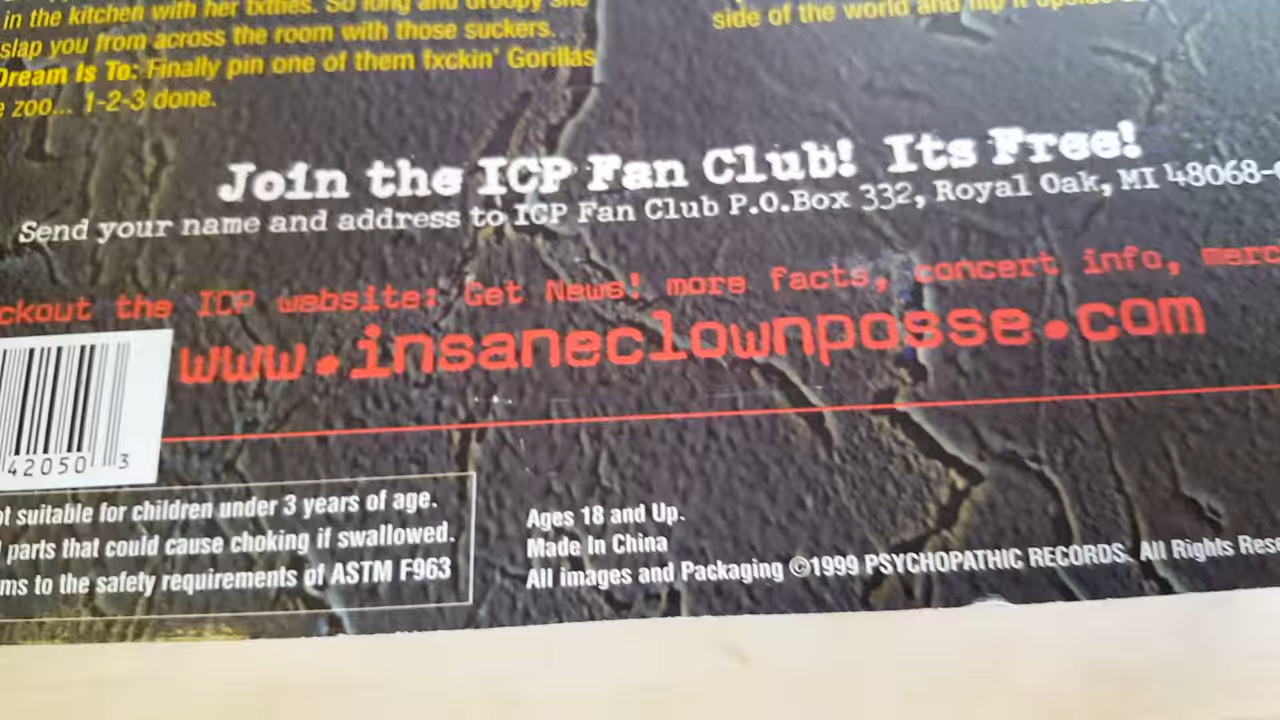 in the kitchen with her txtties. So long and droopy she
slap you from across the room with those suckers.
Dream Is To: Finally pin one of them fxckin' Gorillas
zoo... 1-2-3 done.
side of the world and flip it
Join the ICP Fan Club! Its Free!
Send your name and address to ICP Fan Club P.O.Box 332, Royal Oak, MI 48068-
ckout the ICP website: Get News! more facts, concert info, merc
www.insaneclownposse.com
42050 3
ot suitable for children under 3 years of age.
parts that could cause choking if swallowed.
ms to the safety requirements of ASTM F963
Ages 18 and Up.
Made In China
All images and Packaging ©1999 PSYCHOPATHIC RECORDS. All Rights Rese